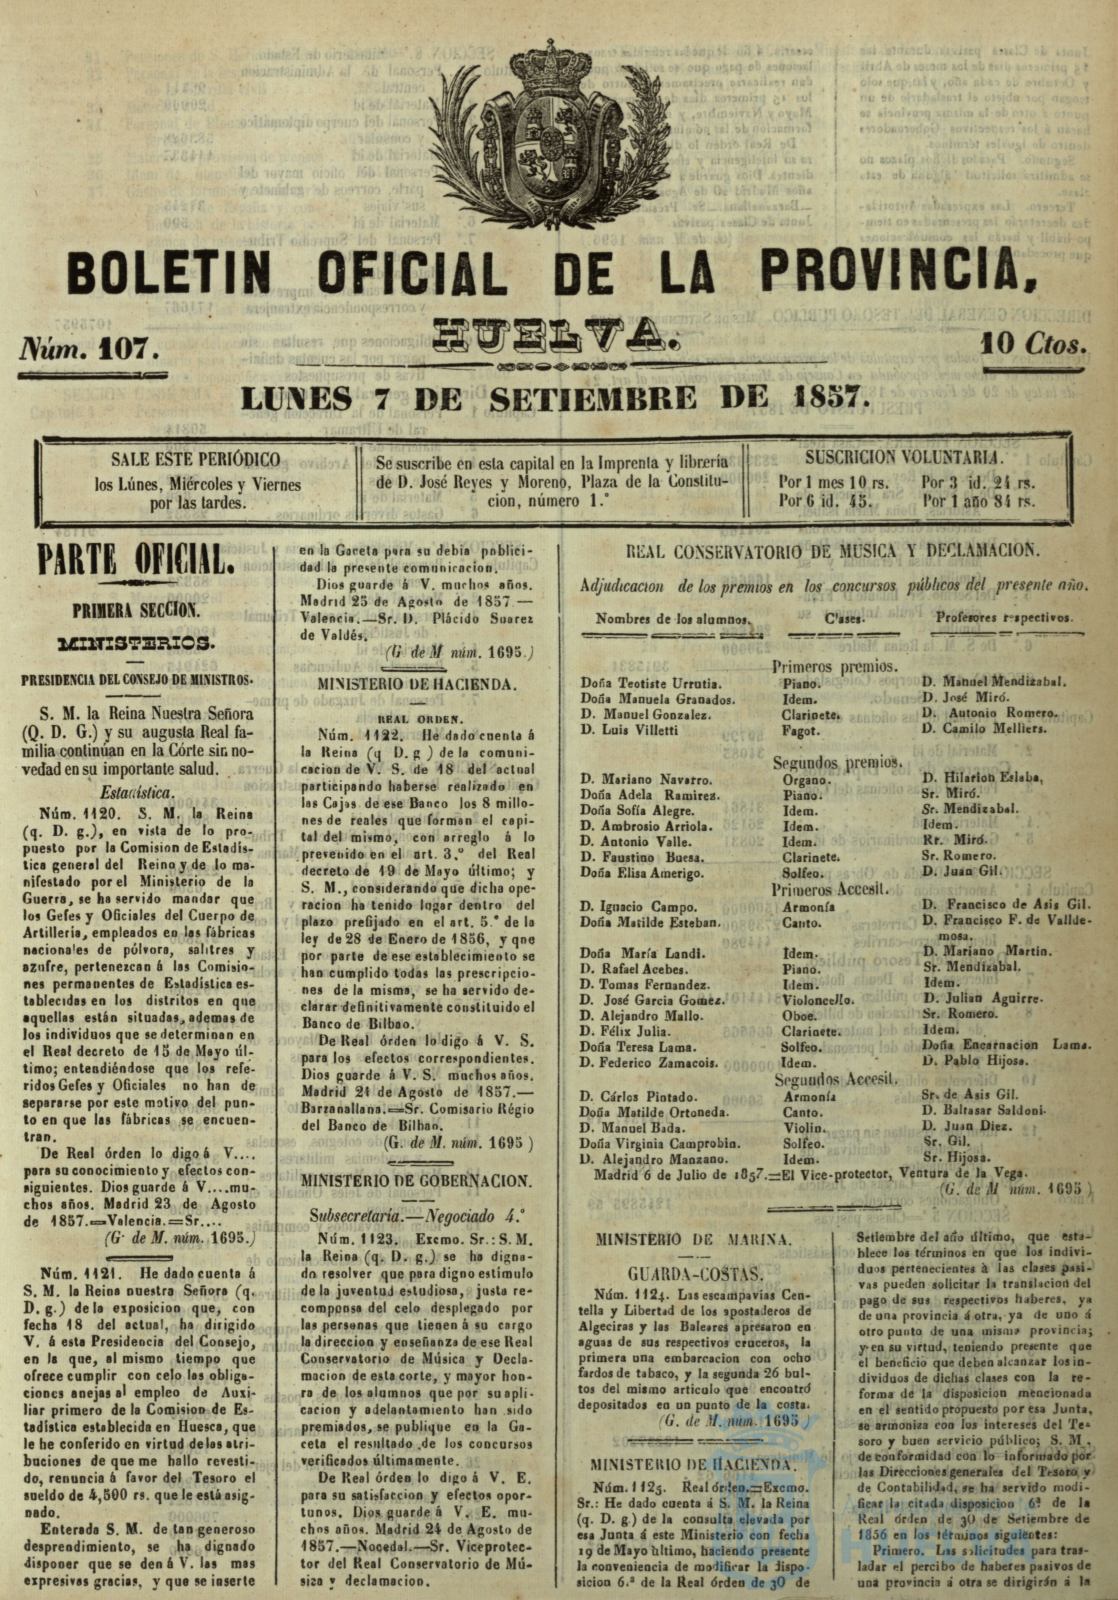 BOLETIN OFICIAL DE LA PROVINCIA,
HUELVA.
Núm. 107.
10 Ctos.
LUNES 7 DE SETIEMBRE DE 1857.
SALE ESTE PERIÓDICO
los Lúnes, Miércoles y Viernes
por las tardes.
Se suscribe en esta capital en la Imprenta y librería
de D. José Reyes y Moreno, Plaza de la Constitu-
cion, número 1.º
SUSCRICION VOLUNTARIA.
Por 1 mes 10 rs. Por 3 id. 24 rs.
Por 6 id. 45. Por 1 año 84 rs.
PARTE OFICIAL.
PRIMERA SECCION.
MINISTERIOS.
PRESIDENCIA DEL CONSEJO DE MINISTROS.
S. M. la Reina Nuestra Señora
(Q. D. G.) y su augusta Real fa-
milia continúan en la Córte sin no-
vedad en su importante salud.
Estadística.
Núm. 1120. S. M. la Reina
(q. D. g.), en vista de lo pro-
puesto por la Comision de Estadís-
tica general del Reino y de lo ma-
nifestado por el Ministerio de la
Guerra, se ha servido mandar que
los Gefes y Oficiales del Cuerpo de
Artillería, empleados en las fábricas
nacionales de pólvora, salitres y
azufre, pertenezcan á las Comisio-
nes permanentes de Estadística es-
tablecidas en los distritos en que
aquellas están situadas, ademas de
los individuos que se determinan en
el Real decreto de 15 de Mayo úl-
timo; entendiéndose que los refe-
ridos Gefes y Oficiales no han de
separarse por este motivo del pun-
to en que las fábricas se encuen-
tran.
De Real órden lo digo á V....
para su conocimiento y efectos con-
siguientes. Dios guarde á V....mu-
chos años. Madrid 23 de Agosto
de 1857.=Valencia.=Sr....
(G. de M. núm. 1695.)
Núm. 1121. He dado cuenta á
S. M. la Reina nuestra Señora (q.
D. g.) de la exposicion que, con
fecha 18 del actual, ha dirigido
V. á esta Presidencia del Consejo,
en la que, al mismo tiempo que
ofrece cumplir con celo las obliga-
ciones anejas al empleo de Auxi-
liar primero de la Comision de Es-
tadística establecida en Huesca, que
le he conferido en virtud de las atri-
buciones de que me hallo revesti-
do, renuncia á favor del Tesoro el
sueldo de 4,500 rs. que le está asig-
nado.
Enterada S. M. de tan generoso
desprendimiento, se ha dignado
disponer que se den á V. las mas
expresivas gracias, y que se inserte
en la Gaceta para su debia publici-
dad la presente comunicacion.
Dios guarde á V. muchos años.
Madrid 25 de Agosto de 1857—
Valencia.—Sr. D. Plácido Suarez
de Valdés.
(G de M núm. 1695.)
MINISTERIO DE HACIENDA.
REAL ORDEN.
Núm. 1122. He dado cuenta á
la Reina (q D. g ) de la comuni-
cacion de V. S. de 18 del actual
participando haberse realizado en
las Cajas de ese Banco los 8 millo-
nes de reales que forman el capi-
tal del mismo, con arreglo á lo
prevenido en el art. 3.º del Real
decreto de 19 de Mayo último; y
S. M., considerando que dicha ope-
racion ha tenido lugar dentro del
plazo prefijado en el art. 5.º de la
ley de 28 de Enero de 1856, y que
por parte de ese establecimiento se
han cumplido todas las prescripcio-
nes de la misma, se ha servido de-
clarar definitivamente constituido el
Banco de Bilbao.
De Real órden lo digo á V. S.
para los efectos correspondientes.
Dios guarde á V. S. muchos años.
Madrid 24 de Agosto de 1857.—
Barzanallana.=Sr. Comisario Régio
del Banco de Bilbao.
(G. de M. núm. 1695 )
MINISTERIO DE GOBERNACION.
Subsecretaría.—Negociado 4.º
Núm. 1123. Excmo. Sr.: S. M.
la Reina (q. D. g.) se ha digna-
do resolver que para digno estímulo
de la juventud estudiosa, justa re-
compensa del celo desplegado por
las personas que tienen á su cargo
la direccion y enseñanza de ese Real
Conservatorio de Música y Decla-
macion de esta corte, y mayor hon-
ra de los alumnos que por su apli-
cacion y adelantamiento han sido
premiados, se publique en la Ga-
ceta el resultado de los concursos
verificados últimamente.
De Real órden lo digo á V. E.
para su satisfaccion y efectos opor-
tunos. Dios guarde á V. E. mu-
chos años. Madrid 24 de Agosto de
1857.—Nocedal.—Sr. Viceprotec-
tor del Real Conservatorio de Mú-
siza y declamacion.
REAL CONSERVATORIO DE MUSICA Y DECLAMACION.
Adjudicacion de los premios en los concursos públicos del presente año.
Nombres de los alumnos. Clases. Profesores respectivos.
Primeros premios.
Doña Teotiste Urrutia. Piano. D. Manuel Mendizabal.
Doña Manuela Granados. Idem. D. José Miró.
D. Manuel Gonzalez. Clarinete. D. Antonio Romero.
D. Luis Villetti Fagot. D. Camilo Melliers.
Segundos premios.
D. Mariano Navarro. Organo. D. Hilarion Eslaba,
Doña Adela Ramirez. Piano. Sr. Miró.
Doña Sofía Alegre. Idem. Sr. Mendizabal.
D. Ambrosio Arriola. Idem. Idem.
D. Antonio Valle. Idem. Rr. Miró.
D. Faustino Buesa. Clarinete. Sr. Romero.
Doña Elisa Amerigo. Solfeo. D. Juan Gil.
Primeros Accesit.
D. Ignacio Campo. Armonía D. Francisco de Asis Gil.
Doña Matilde Esteban. Canto. D. Francisco F. de Vallde-
mosa.
Doña María Landi. Idem. D. Mariano Martin.
D. Rafael Acebes. Piano. Sr. Mendizabal.
D. Tomas Fernandez. Idem. Idem.
D. José Garcia Gomez. Violoncello. D. Julian Aguirre.
D. Alejandro Mallo. Oboe. Sr. Romero.
D. Félix Julia. Clarinete. Idem.
Doña Teresa Lama. Solfeo. Doña Encarnacion Lama.
D. Federico Zamacois. Idem. D. Pablo Hijosa.
Segundos Accesit.
D. Cárlos Pintado. Armonía Sr. de Asis Gil.
Doña Matilde Ortoneda. Canto. D. Baltasar Saldoni.
D. Manuel Bada. Violin. D. Juan Diez.
Doña Virginia Camprobin. Solfeo. Sr. Gil.
D. Alejandro Manzano. Idem. Sr. Hijosa.
Madrid 6 de Julio de 1857.=El Vice-protector, Ventura de la Vega.
(G. de M núm. 1695 )
MINISTERIO DE MARINA.
GUARDA-COSTAS.
Núm. 1124. Las escampavías Cen-
tella y Libertad de los apostaderos de
Algeciras y las Baleares apresaron en
aguas de sus respectivos cruceros, la
primera una embarcacion con ocho
fardos de tabaco, y la segunda 26 bul-
tos del mismo articulo que encontró
depositados en un punto de la costa.
(G. de M. núm. 1695 )
MINISTERIO DE HACIENDA.
Núm. 1125. Real órden.=Excmo.
Sr.: He dado cuenta á S. M. la Reina
(q. D. g.) de la consulta elevada por
esa Junta á este Ministerio con fecha
19 de Mayo último, haciendo presente
la conveniencia de modificar la dispo-
sicion 6.ª de la Real órden de 30 de
Setiembre del año último, que esta-
blece los términos en que los indivi-
duos pertenecientes á las clases pasi-
vas pueden solicitar la translacion del
pago de sus respectivos haberes, ya
de una provincia á otra, ya de uno á
otro punto de una misma provincia;
y en su virtud, teniendo presente que
el beneficio que deben alcanzar los in-
dividuos de dichas clases con la re-
forma de la disposicion mencionada
en el sentido propuesto por esa Junta,
se armoniza con los intereses del Te-
soro y buen servicio público; S. M.,
de conformidad con lo informado por
las Direcciones generales del Tesoro y
de Contabilidad, se ha servido modi-
ficar la citada disposicion 6ª de la
Real órden de 30 de Setiembre de
1856 en los términos siguientes:
Primero. Las solicitudes para tras-
ladar el percibo de haberes pasivos de
una provincia á otra se dirigirán á la